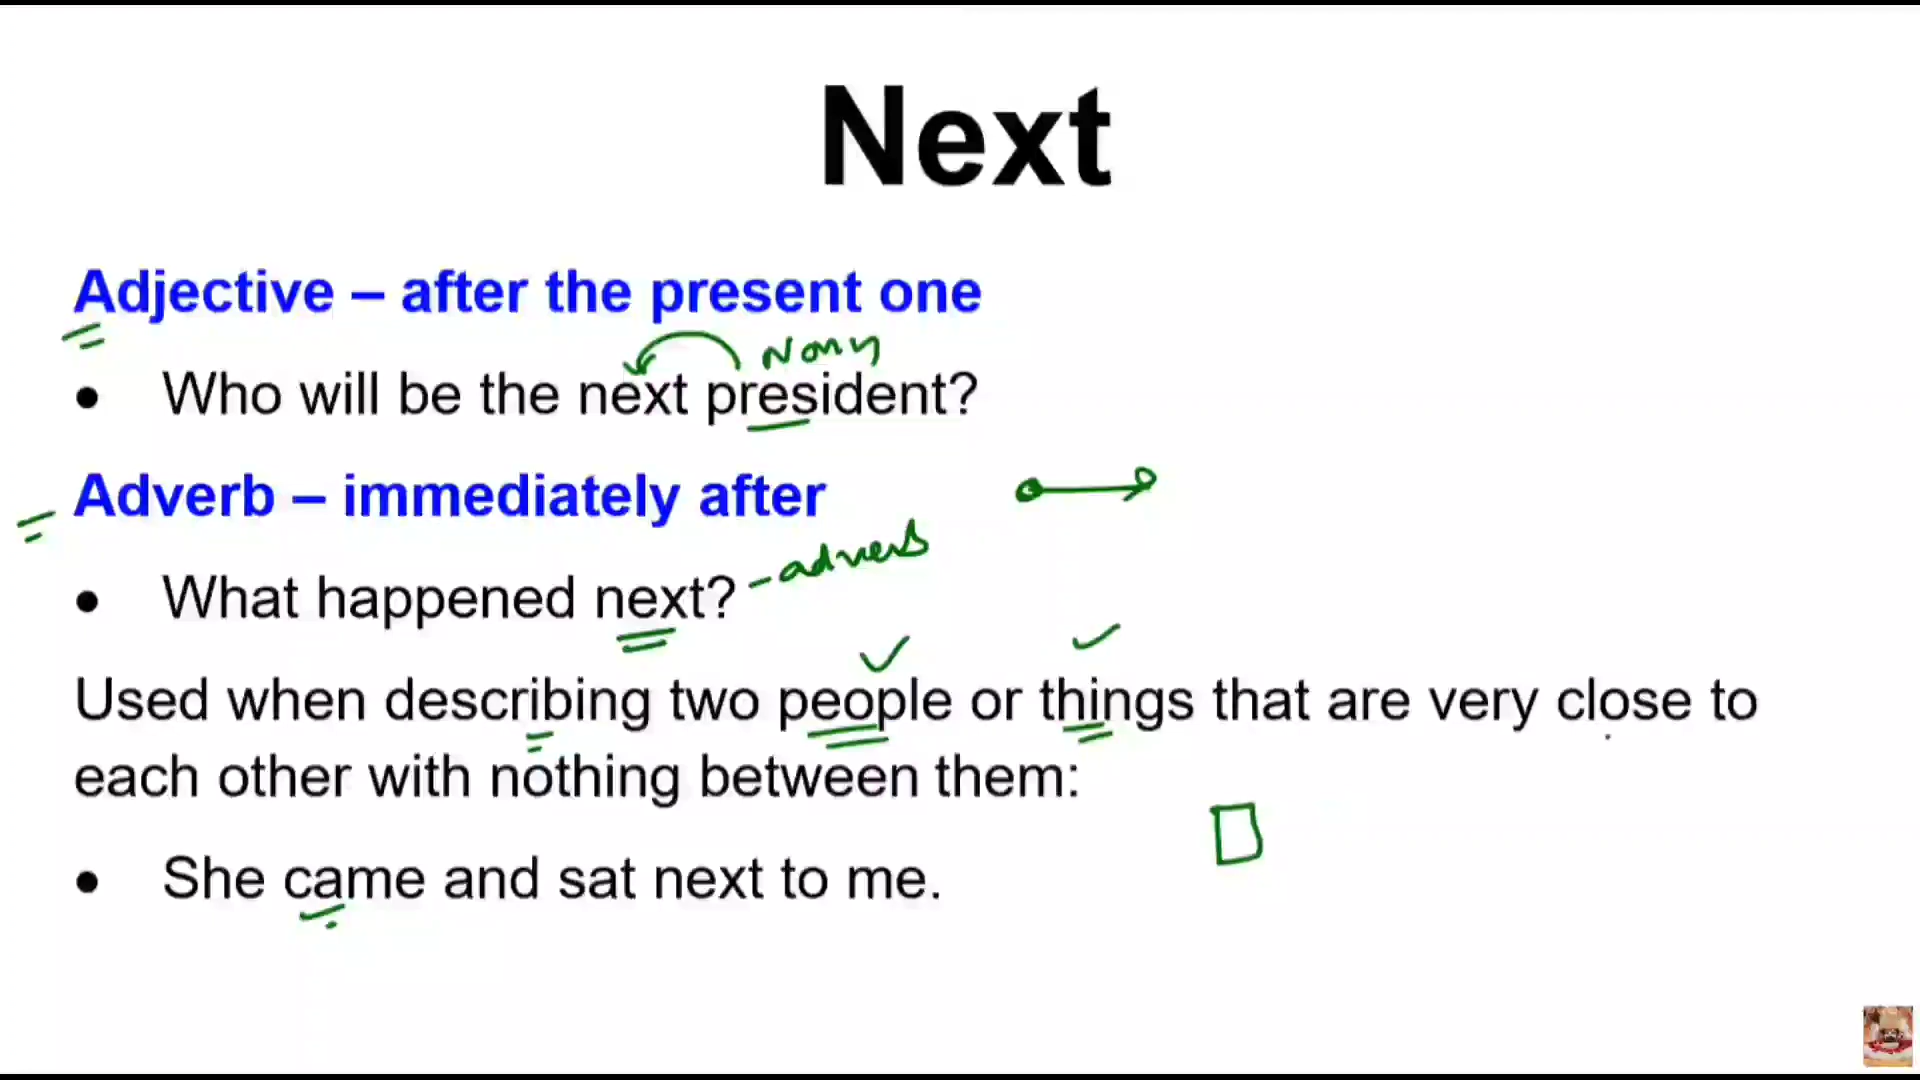 Next
Adjective – after the present one
Noun
• Who will be the next president?
Adverb – immediately after
- adverb
• What happened next?
Used when describing two people or things that are very close to
each other with nothing between them:
• She came and sat next to me.